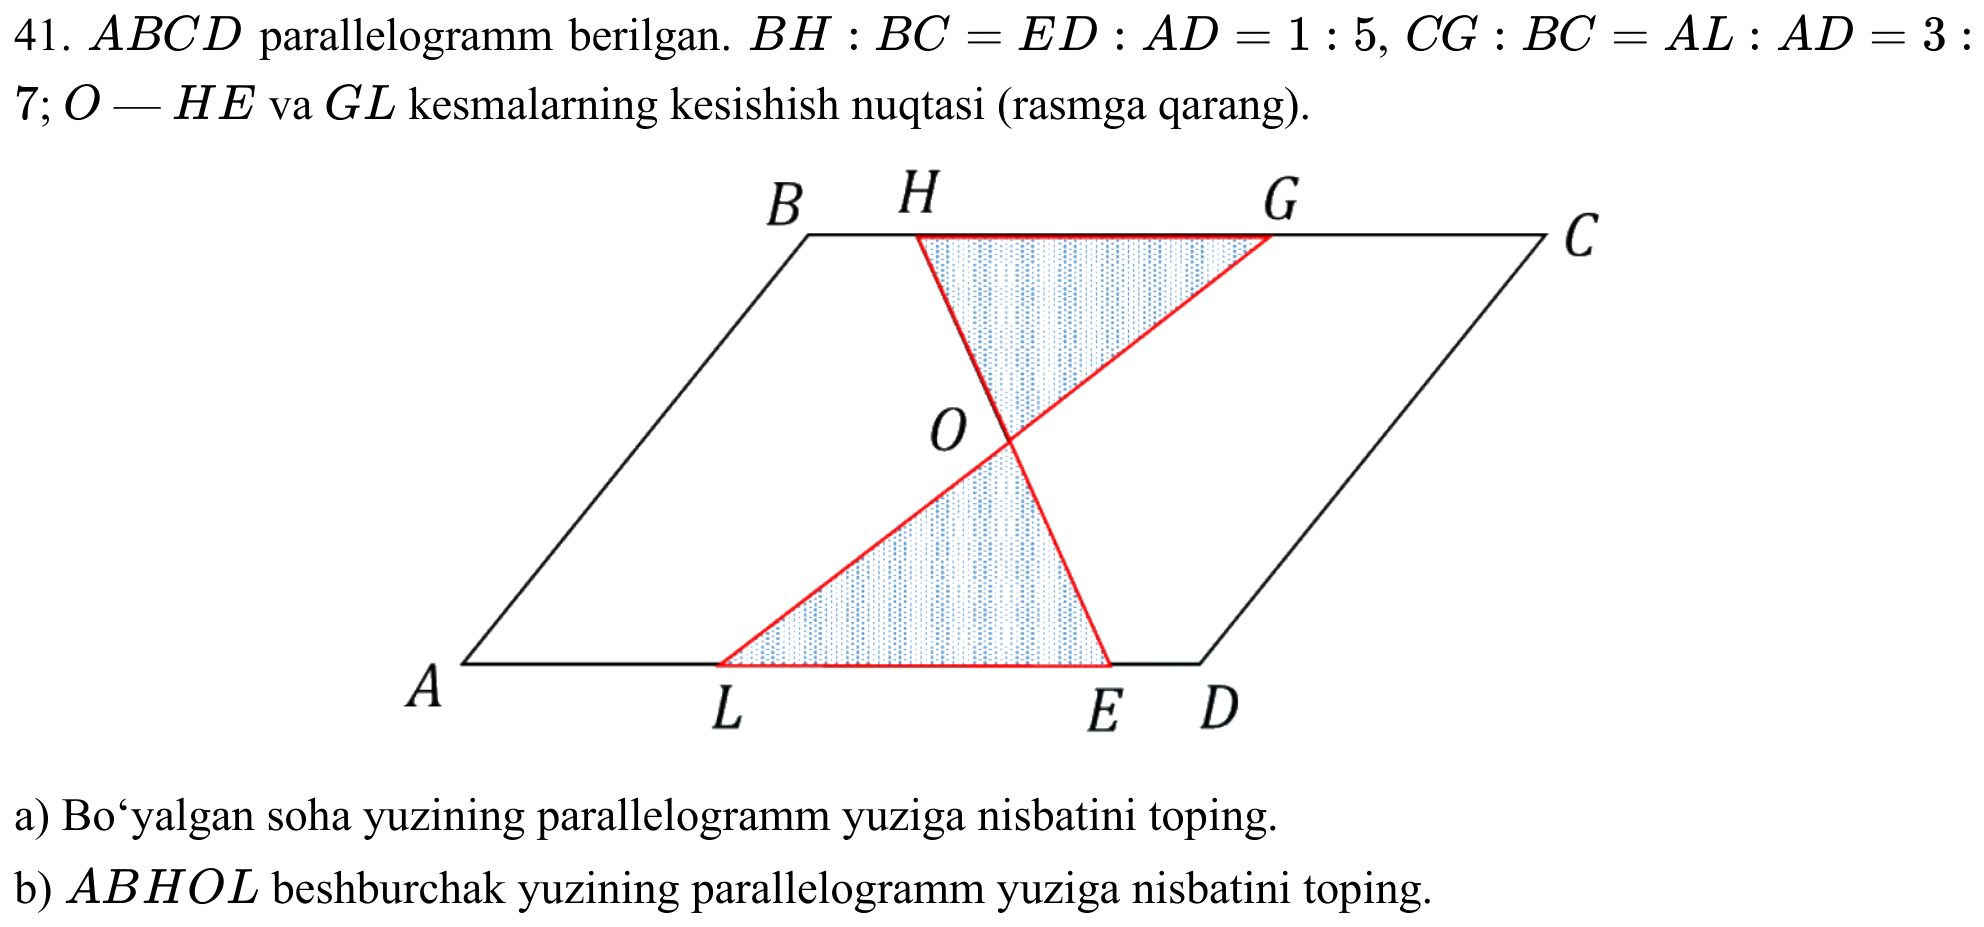 41. ABCD parallelogramm berilgan. BH : BC = ED : AD = 1 : 5, CG : BC = AL : AD = 3 :
7; O — HE va GL kesmalarning kesishish nuqtasi (rasmga qarang).
B H G C
O
A L E D
a) Bo‘yalgan soha yuzining parallelogramm yuziga nisbatini toping.
b) ABHOL beshburchak yuzining parallelogramm yuziga nisbatini toping.